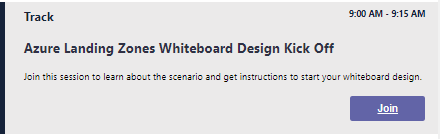 Track
9:00 AM - 9:15 AM
Azure Landing Zones Whiteboard Design Kick Off
Join this session to learn about the scenario and get instructions to start your whiteboard design.
Join